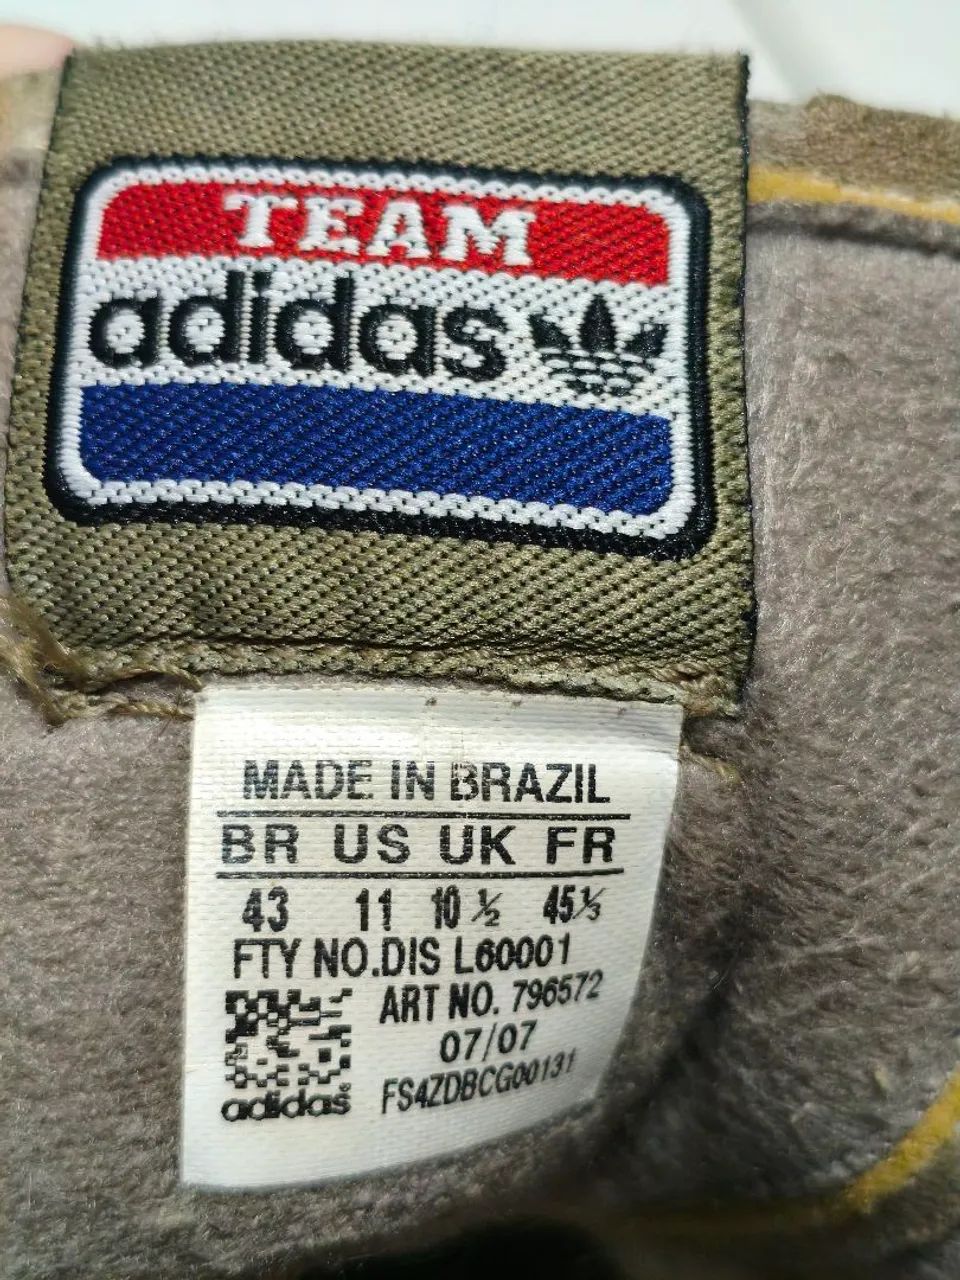 TEAM
adidas
MADE IN BRAZIL
BR US UK FR
43 11 10 ½ 45⅓
FTY NO.DIS L60001
ART NO. 796572
07/07
FS4ZDBCG00131
adidas